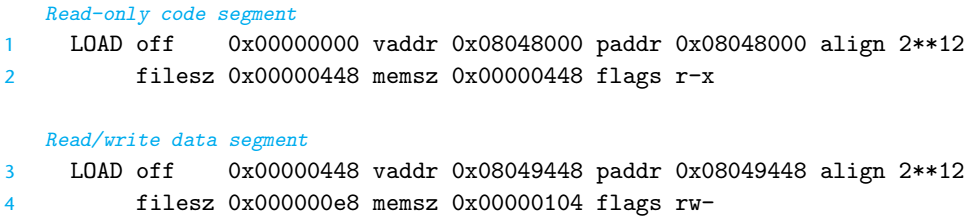 Read-only code segment
1 LOAD off 0x00000000 vaddr 0x08048000 paddr 0x08048000 align 2**12
2 filesz 0x00000448 memsz 0x00000448 flags r-x
Read/write data segment
3 LOAD off 0x00000448 vaddr 0x08049448 paddr 0x08049448 align 2**12
4 filesz 0x000000e8 memsz 0x00000104 flags rw-